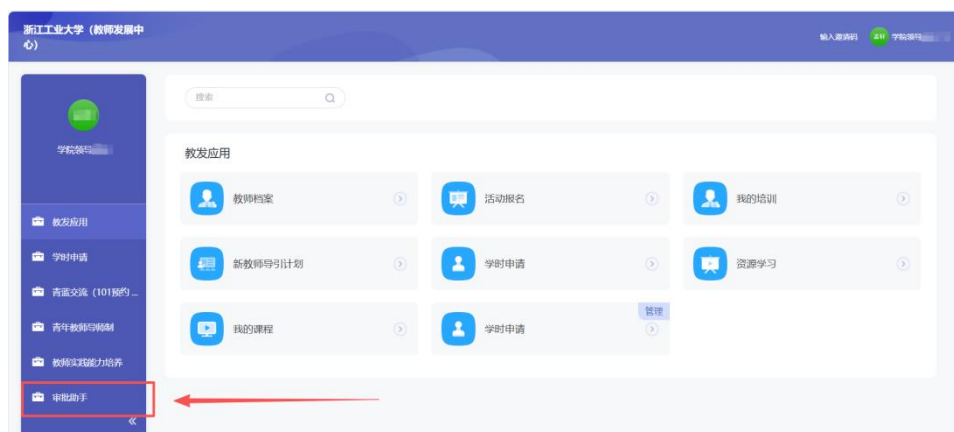 浙江工业大学（教师发展中
心）
输入邀请码
学院领导
学院领导
教发应用
学时申请
青蓝交流（101预约...
青年教师导师制
教师实践能力培养
审批助手
搜索
教发应用
教师档案
活动报名
我的培训
新教师导引计划
学时申请
资源学习
我的课程
学时申请
管理